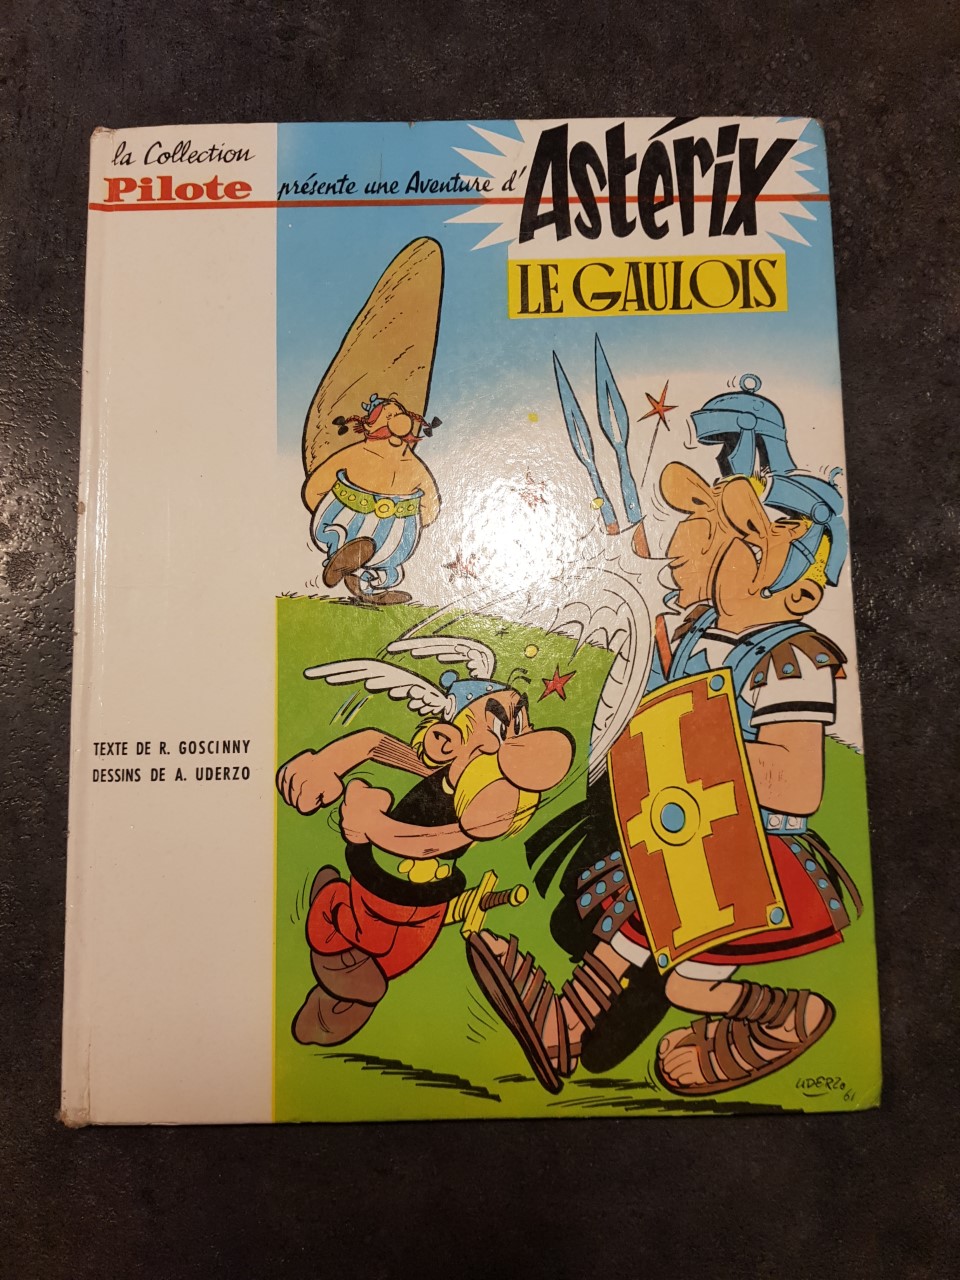 la Collection
Pilote
présente une Aventure d'
Astérix
LE GAULOIS
TEXTE DE R. GOSCINNY
DESSINS DE A. UDERZO
UDERZO
61